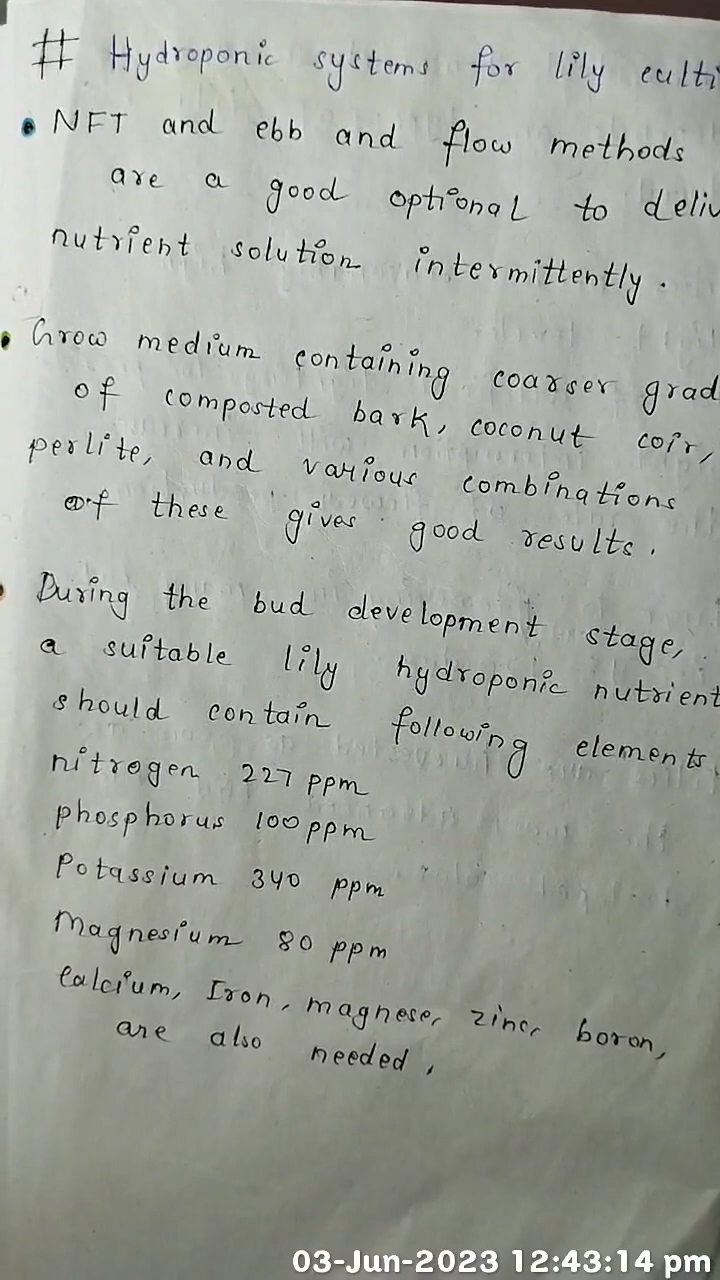 # Hydroponic systems for lily culti
• NFT and ebb and flow methods
are a good optional to deliv
nutrient solution intermittently.
• Grow medium containing coarser grad
of composted bark, coconut coir,
perlite, and various combinations
of these gives good results.
• During the bud development stage,
a suitable lily hydroponic nutrient
should contain following elements
nitrogen 227 ppm
phosphorus 100 ppm
Potassium 340 ppm
Magnesium 80 ppm
Calcium, Iron, magnese, zinc, boron,
are also needed,
03-Jun-2023 12:43:14 pm